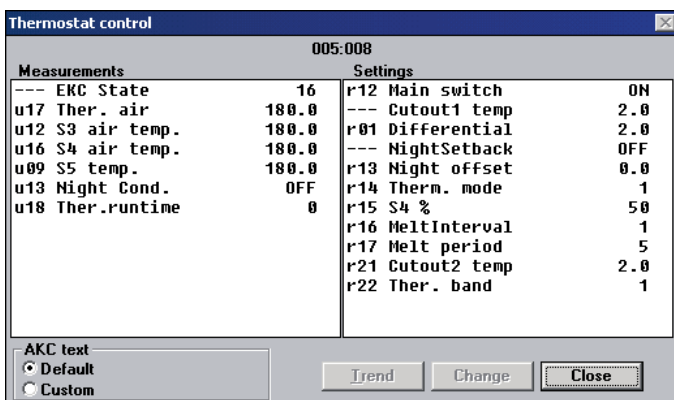 Thermostat control
005:008
Measurements
--- EKC State 16
u17 Ther. air 180.0
u12 S3 air temp. 180.0
u16 S4 air temp. 180.0
u09 S5 temp. 180.0
u13 Night Cond. OFF
u18 Ther.runtime 0
Settings
r12 Main switch ON
--- Cutout1 temp 2.0
r01 Differential 2.0
--- NightSetback OFF
r13 Night offset 0.0
r14 Therm. mode 1
r15 S4 % 50
r16 MeltInterval 1
r17 Melt period 5
r21 Cutout2 temp 2.0
r22 Ther. band 1
AKC text
Default
Custom
Trend Change Close